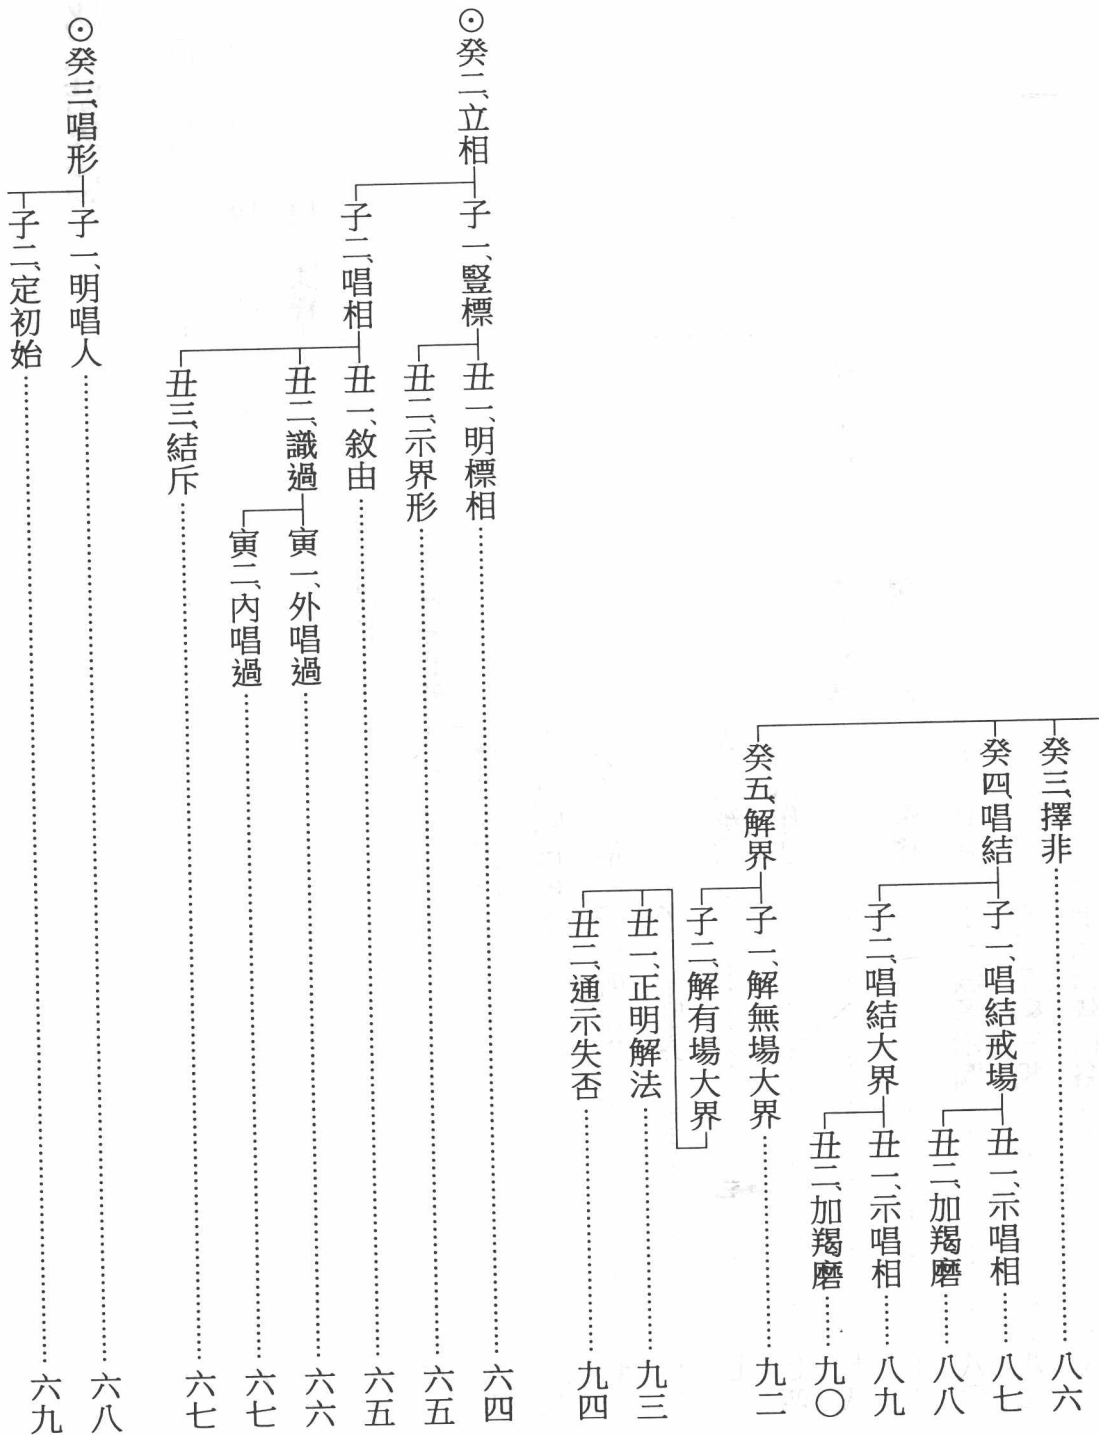 癸三、擇非……八六
癸四、唱結
子一、唱結戒場
丑一、示唱相……八七
丑二、加羯磨……八八
子二、唱結大界
丑一、示唱相……八九
丑二、加羯磨……九〇
癸五、解界
子一、解無場大界……九二
子二、解有場大界
丑一、正明解法……九三
丑二、通示失否……九四
⊙癸二、立相
子一、豎標
丑一、明標相……六四
丑二、示界形……六五
子二、唱相
丑一、敘由……六五
丑二、識過
寅一、外唱過……六六
寅二、內唱過……六七
丑三、結斥……六七
⊙癸三、唱形
子一、明唱人……六八
子二、定初始……六九